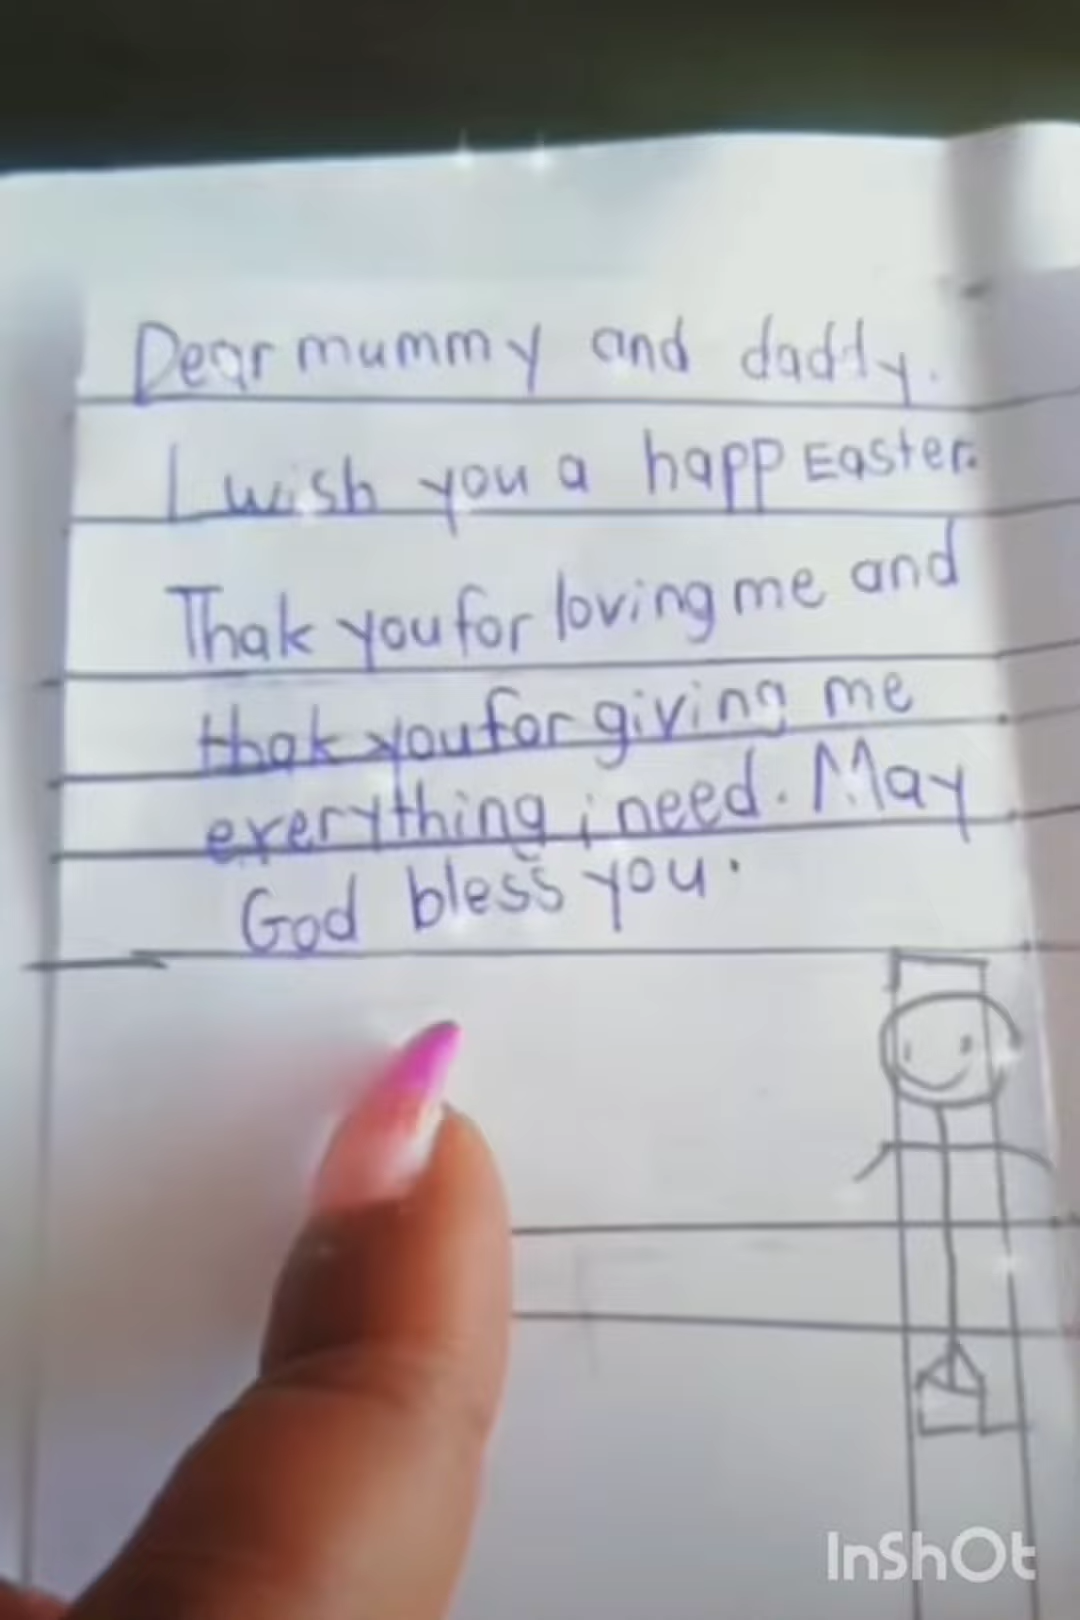 Dear mummy and daddy.
I wish you a happ Easter.
Thak you for loving me and
thak you for giving me
everything i need. May
God bless you.
InShOt